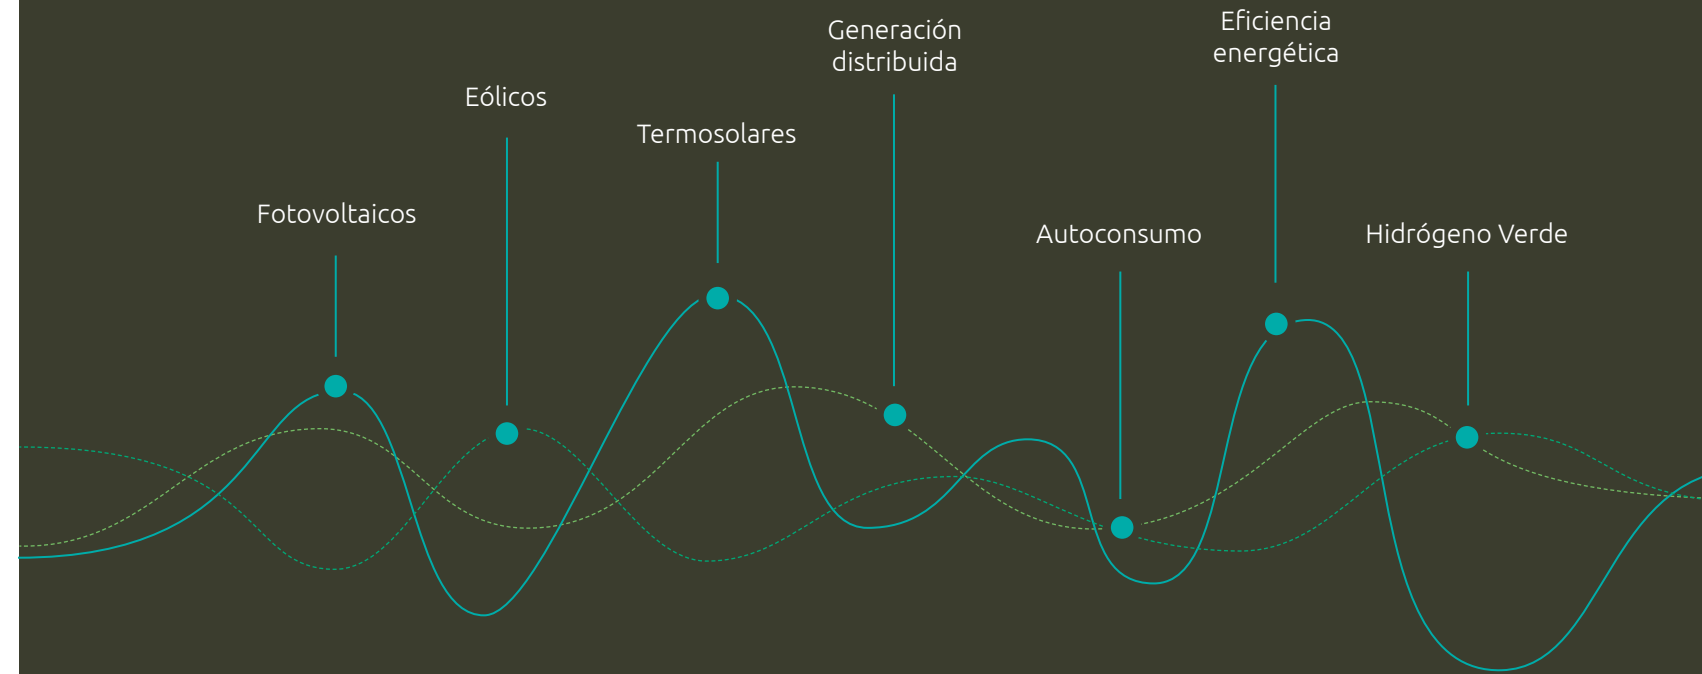 Fotovoltaicos
Eólicos
Termosolares
Generación
distribuida
Autoconsumo
Eficiencia
energética
Hidrógeno Verde